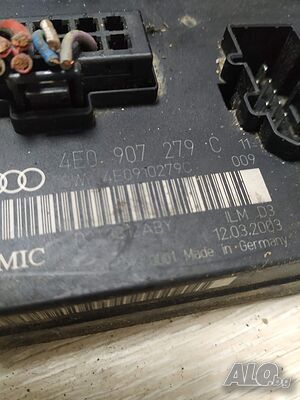 4E0 907 279 C 11
SW: 4E0910279C 009
ILM D3
12.03.2003
MIC
Made in Germany
ALO.bg